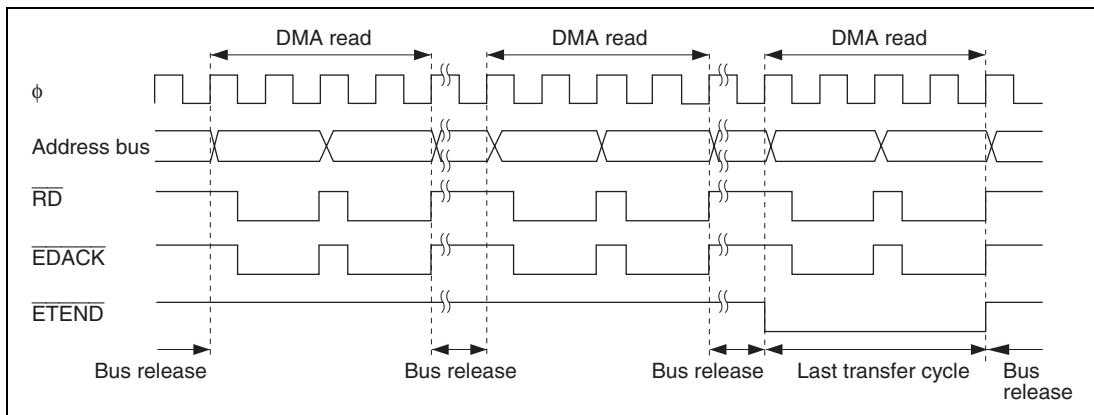 DMA read DMA read DMA read
ϕ
Address bus
RD
EDACK
ETEND
Bus release Bus release Bus release Last transfer cycle Bus
release